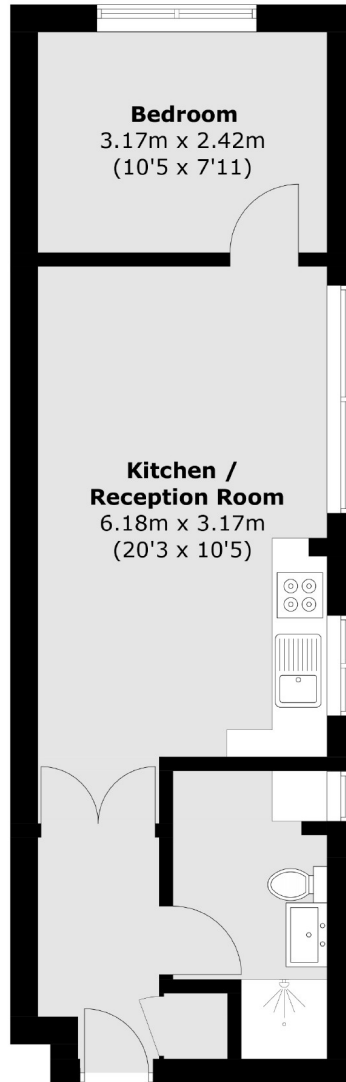 Bedroom
3.17m x 2.42m
(10'5 x 7'11)
Kitchen /
Reception Room
6.18m x 3.17m
(20'3 x 10'5)